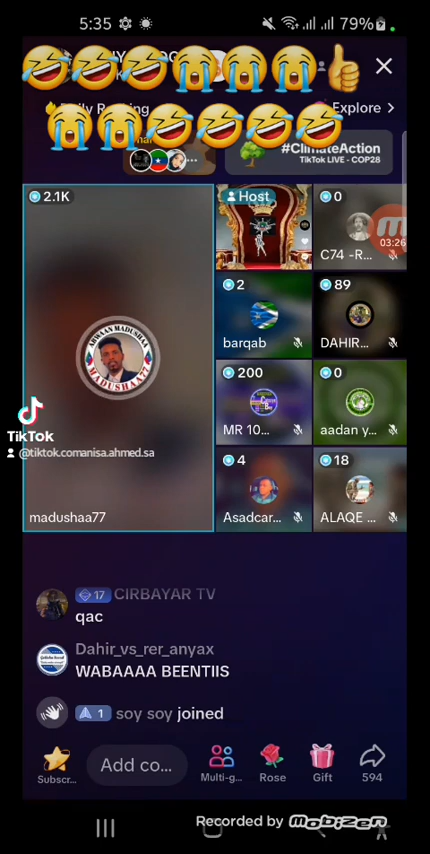 5:35
79%
Daily Ranking
Explore >
#ClimateAction
TikTok LIVE - COP28
2.1K
Host
0
03:26
C74 -R...
2
89
barqab
DAHIR...
ADWAAN MADUSHAA
MADUSHAA77
200
0
MR 10...
aadan y...
TikTok
@tiktok.comanisa.ahmed.sa
4
18
madushaa77
Asadcar...
ALAQE ...
17 CIRBAYAR TV
qac
Dahir_vs_rer_anyax
WABAAAA BEENTIIS
1 soy soy joined
Subscr...
Add co...
Multi-g...
Rose
Gift
594
Recorded by mobizen